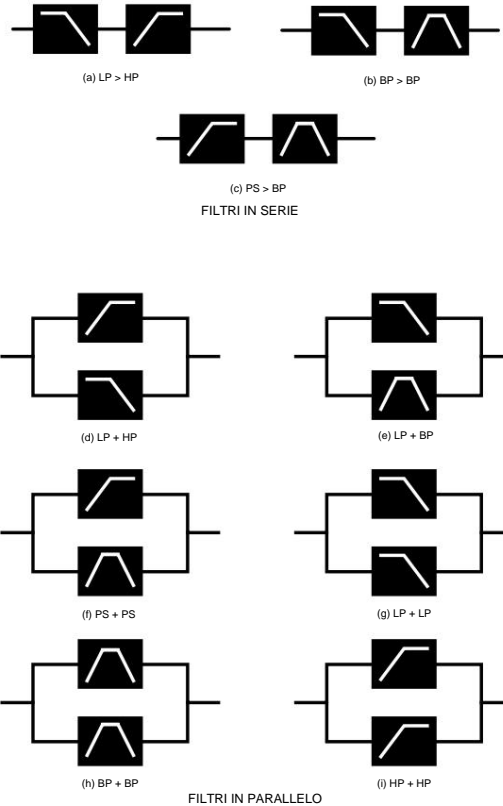 (a) LP > HP
(b) BP > BP
(c) PS > BP
FILTRI IN SERIE
(d) LP + HP
(e) LP + BP
(f) PS + PS
(g) LP + LP
(h) BP + BP
(i) HP + HP
FILTRI IN PARALLELO